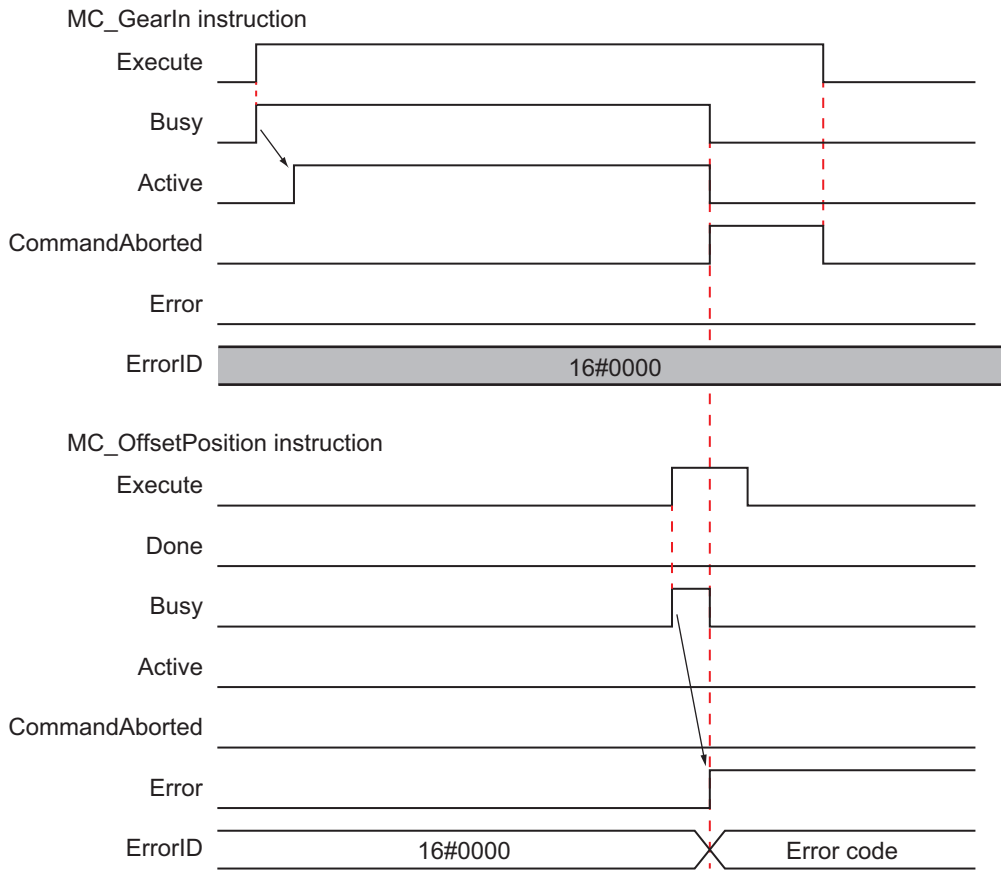 MC_GearIn instruction
Execute
Busy
Active
CommandAborted
Error
ErrorID 16#0000
MC_OffsetPosition instruction
Execute
Done
Busy
Active
CommandAborted
Error
ErrorID 16#0000 Error code